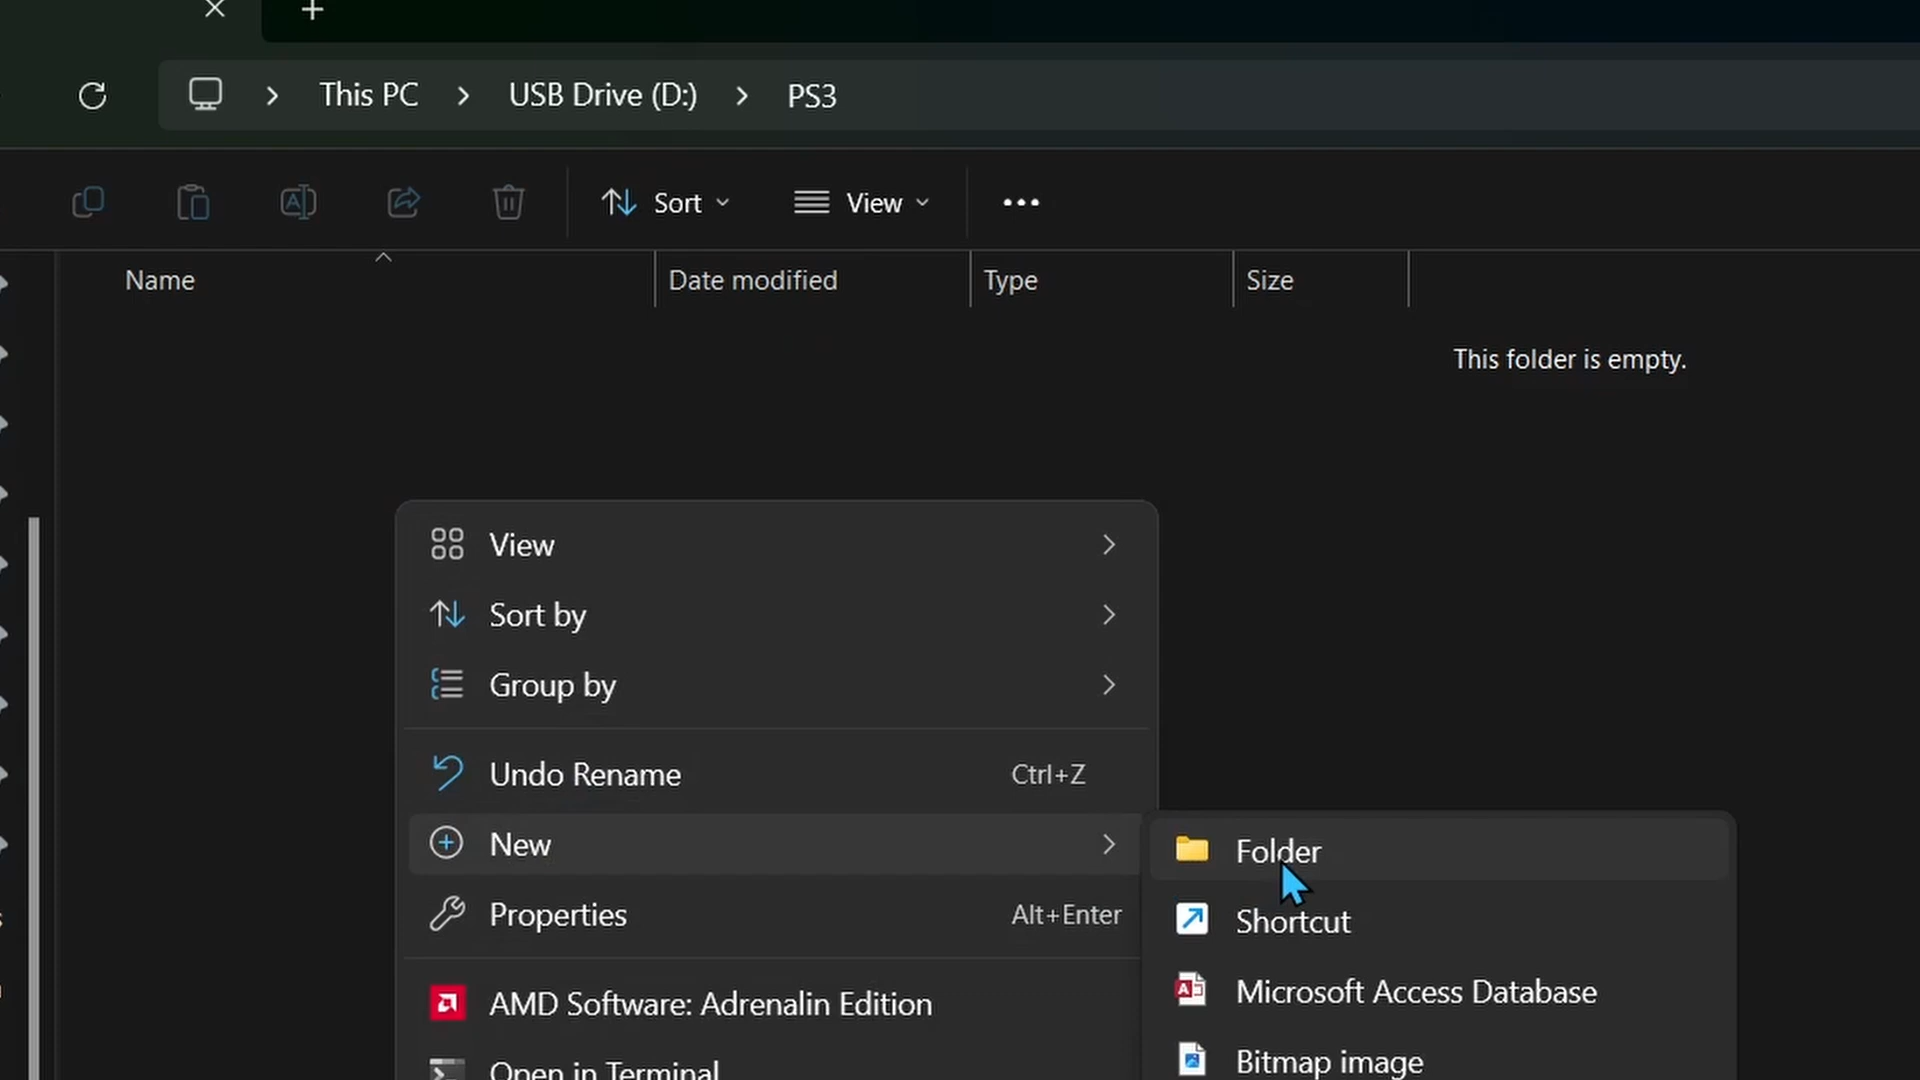 This PC > USB Drive (D:) > PS3
Sort View •••
Name Date modified Type Size
This folder is empty.
View
Sort by
Group by
Undo Rename Ctrl+Z
New
Folder
Properties Alt+Enter
Shortcut
Microsoft Access Database
AMD Software: Adrenalin Edition
Open in Terminal
Bitmap image